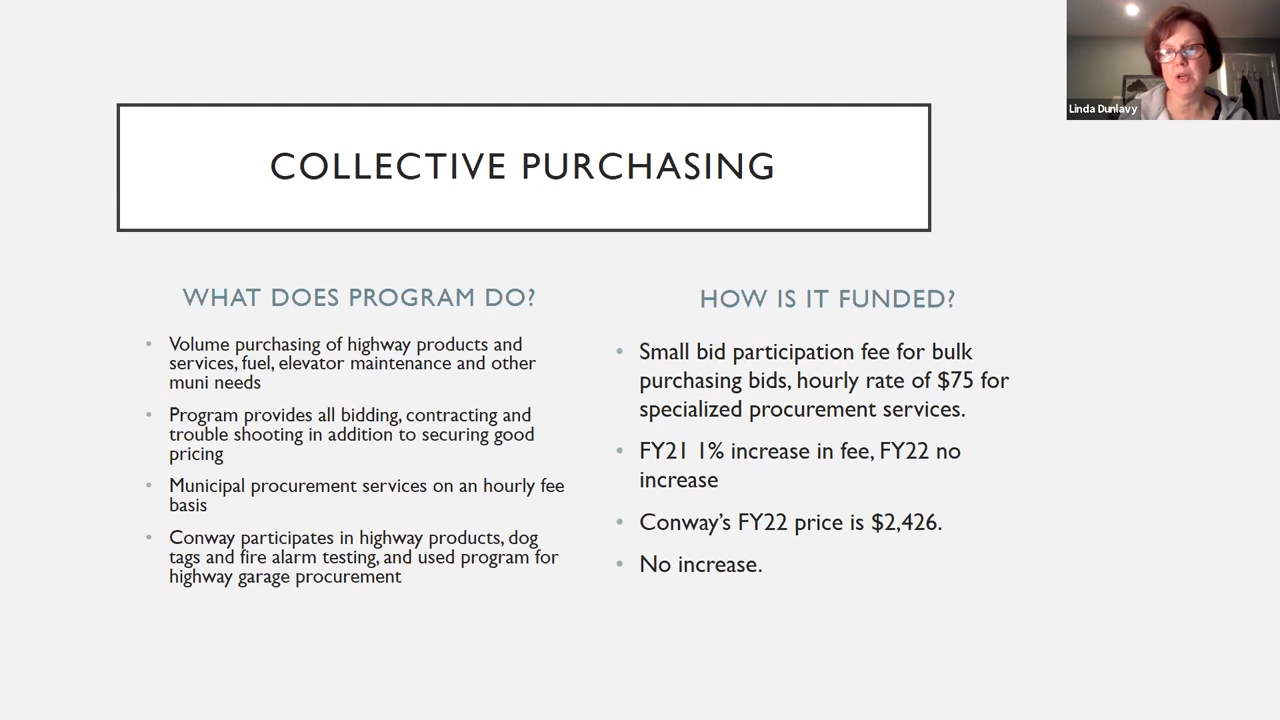 COLLECTIVE PURCHASING
WHAT DOES PROGRAM DO?
• Volume purchasing of highway products and
services, fuel, elevator maintenance and other
muni needs
• Program provides all bidding, contracting and
trouble shooting in addition to securing good
pricing
• Municipal procurement services on an hourly fee
basis
• Conway participates in highway products, dog
tags and fire alarm testing, and used program for
highway garage procurement
HOW IS IT FUNDED?
• Small bid participation fee for bulk
purchasing bids, hourly rate of $75 for
specialized procurement services.
• FY21 1% increase in fee, FY22 no
increase
• Conway’s FY22 price is $2,426.
• No increase.
Linda Dunlavy